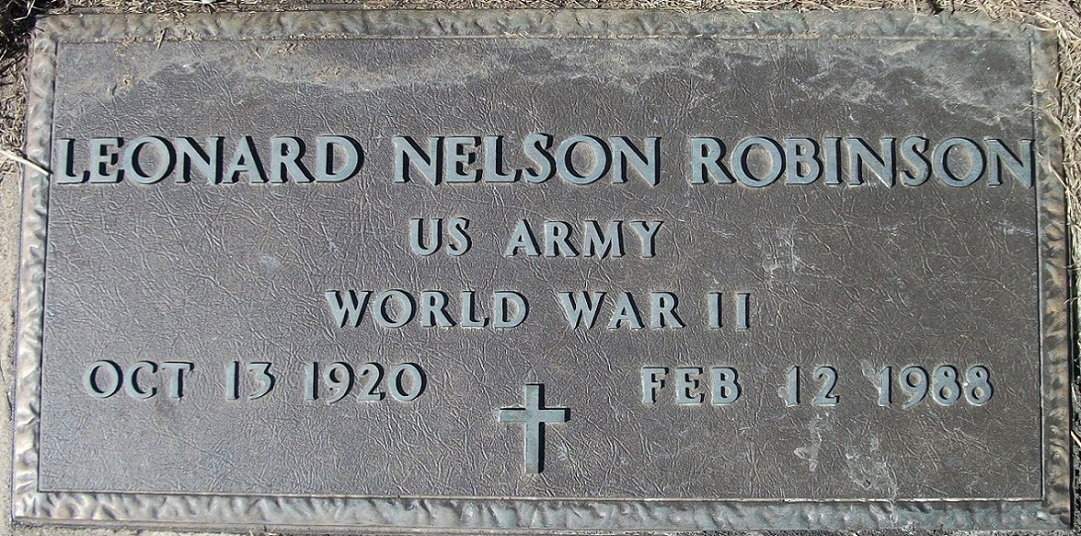 LEONARD NELSON ROBINSON
US ARMY
WORLD WAR II
OCT 13 1920 FEB 12 1988